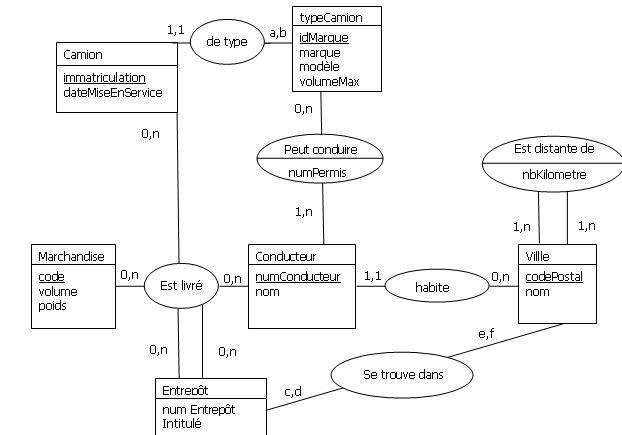 typeCamion
1,1
de type
a,b
idMarque
marque
modèle
volumeMax
Camion
immatriculation
dateMiseEnService
0,n
0,n
Peut conduire
numPermis
Est distante de
nbKilometre
1,n
1,n
1,n
Marchandise
code
volume
poids
0,n
Est livré
0,n
Conducteur
numConducteur
nom
1,1
habite
0,n
Villle
codePostal
nom
0,n
0,n
e,f
Se trouve dans
c,d
Entrepôt
num Entrepôt
Intitulé